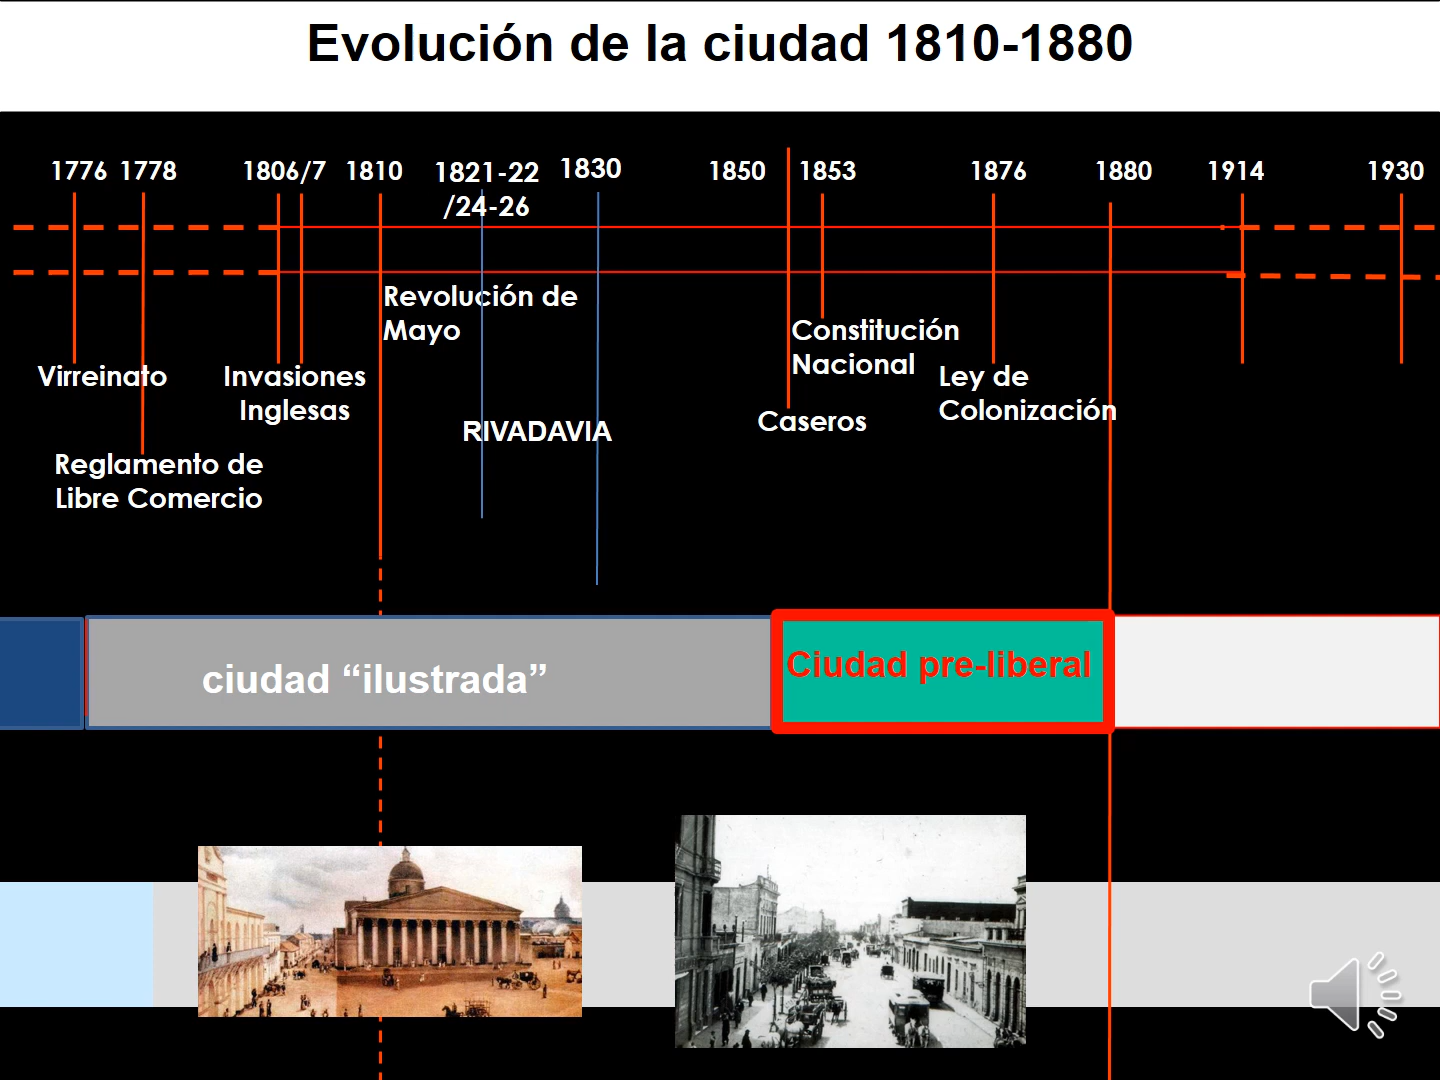 Evolución de la ciudad 1810-1880
1776 1778 1806/7 1810 1821-22 1830 1850 1853 1876 1880 1914 1930
/24-26
Revolución de
Mayo
Constitución
Nacional
Virreinato
Invasiones
Inglesas
Ley de
Colonización
Caseros
RIVADAVIA
Reglamento de
Libre Comercio
ciudad “ilustrada”
Ciudad pre-liberal